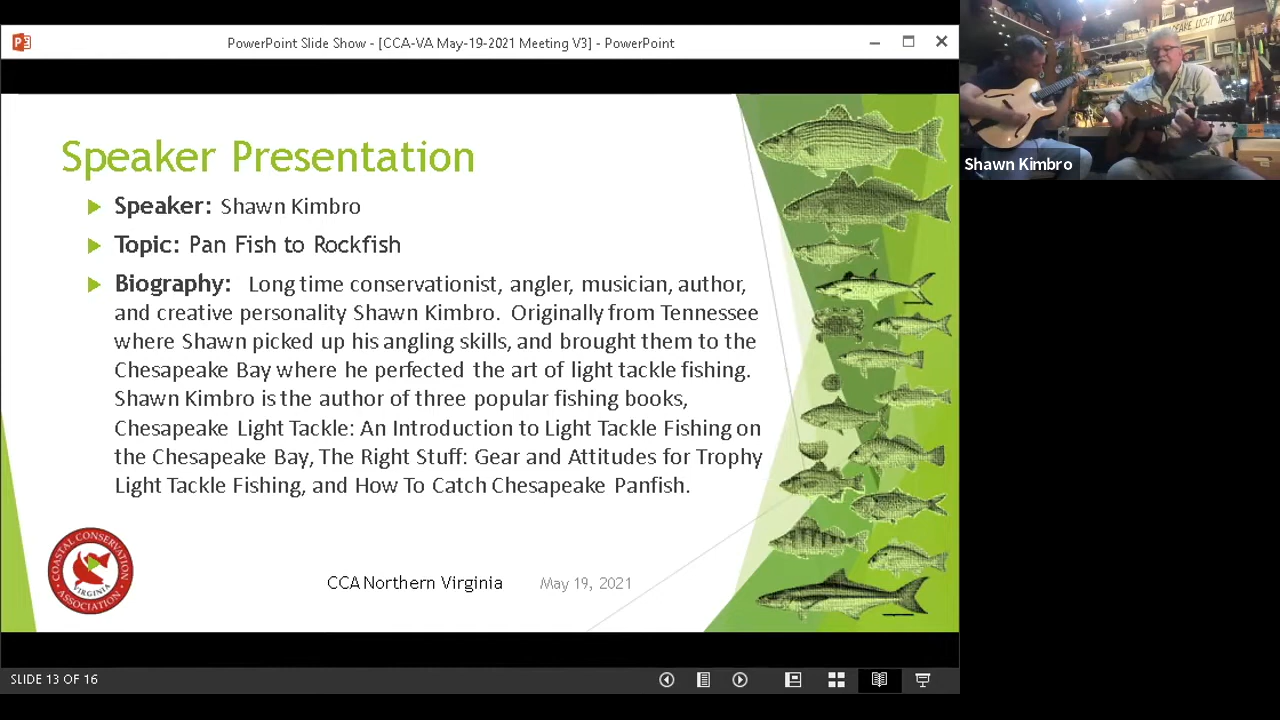 PowerPoint Slide Show - [CCA-VA May-19-2021 Meeting V3] - PowerPoint
LIGHT TACK
Shawn Kimbro
Speaker Presentation
Speaker: Shawn Kimbro
Topic: Pan Fish to Rockfish
Biography: Long time conservationist, angler, musician, author,
and creative personality Shawn Kimbro. Originally from Tennessee
where Shawn picked up his angling skills, and brought them to the
Chesapeake Bay where he perfected the art of light tackle fishing.
Shawn Kimbro is the author of three popular fishing books,
Chesapeake Light Tackle: An Introduction to Light Tackle Fishing on
the Chesapeake Bay, The Right Stuff: Gear and Attitudes for Trophy
Light Tackle Fishing, and How To Catch Chesapeake Panfish.
COASTAL CONSERVATION
VIRGINIA
ASSOCIATION
CCA Northern Virginia May 19, 2021
SLIDE 13 OF 16